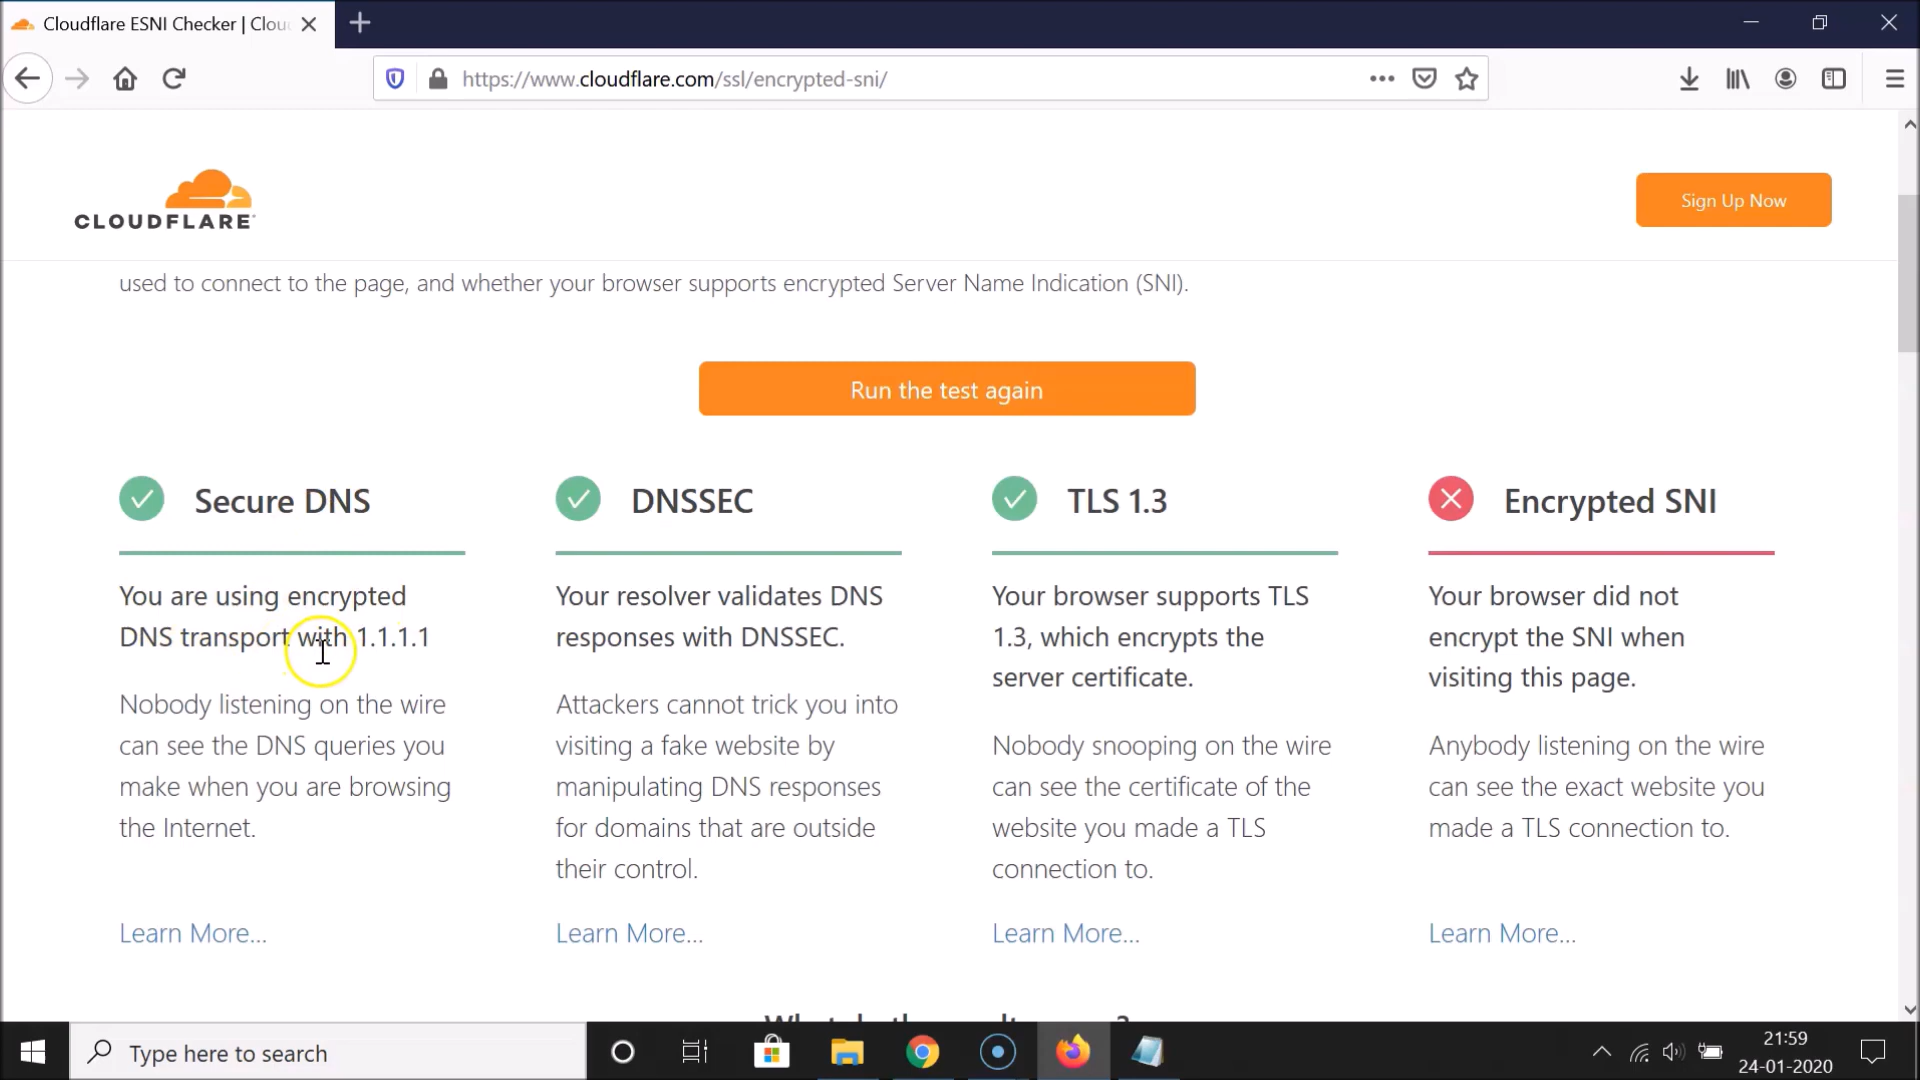 Cloudflare ESNI Checker | Clou
https://www.cloudflare.com/ssl/encrypted-sni/
CLOUDFLARE
Sign Up Now
used to connect to the page, and whether your browser supports encrypted Server Name Indication (SNI).
Run the test again
Secure DNS
You are using encrypted
DNS transport with 1.1.1.1
Nobody listening on the wire
can see the DNS queries you
make when you are browsing
the Internet.
Learn More...
DNSSEC
Your resolver validates DNS
responses with DNSSEC.
Attackers cannot trick you into
visiting a fake website by
manipulating DNS responses
for domains that are outside
their control.
Learn More...
TLS 1.3
Your browser supports TLS
1.3, which encrypts the
server certificate.
Nobody snooping on the wire
can see the certificate of the
website you made a TLS
connection to.
Learn More...
Encrypted SNI
Your browser did not
encrypt the SNI when
visiting this page.
Anybody listening on the wire
can see the exact website you
made a TLS connection to.
Learn More...
Type here to search
21:59
24-01-2020